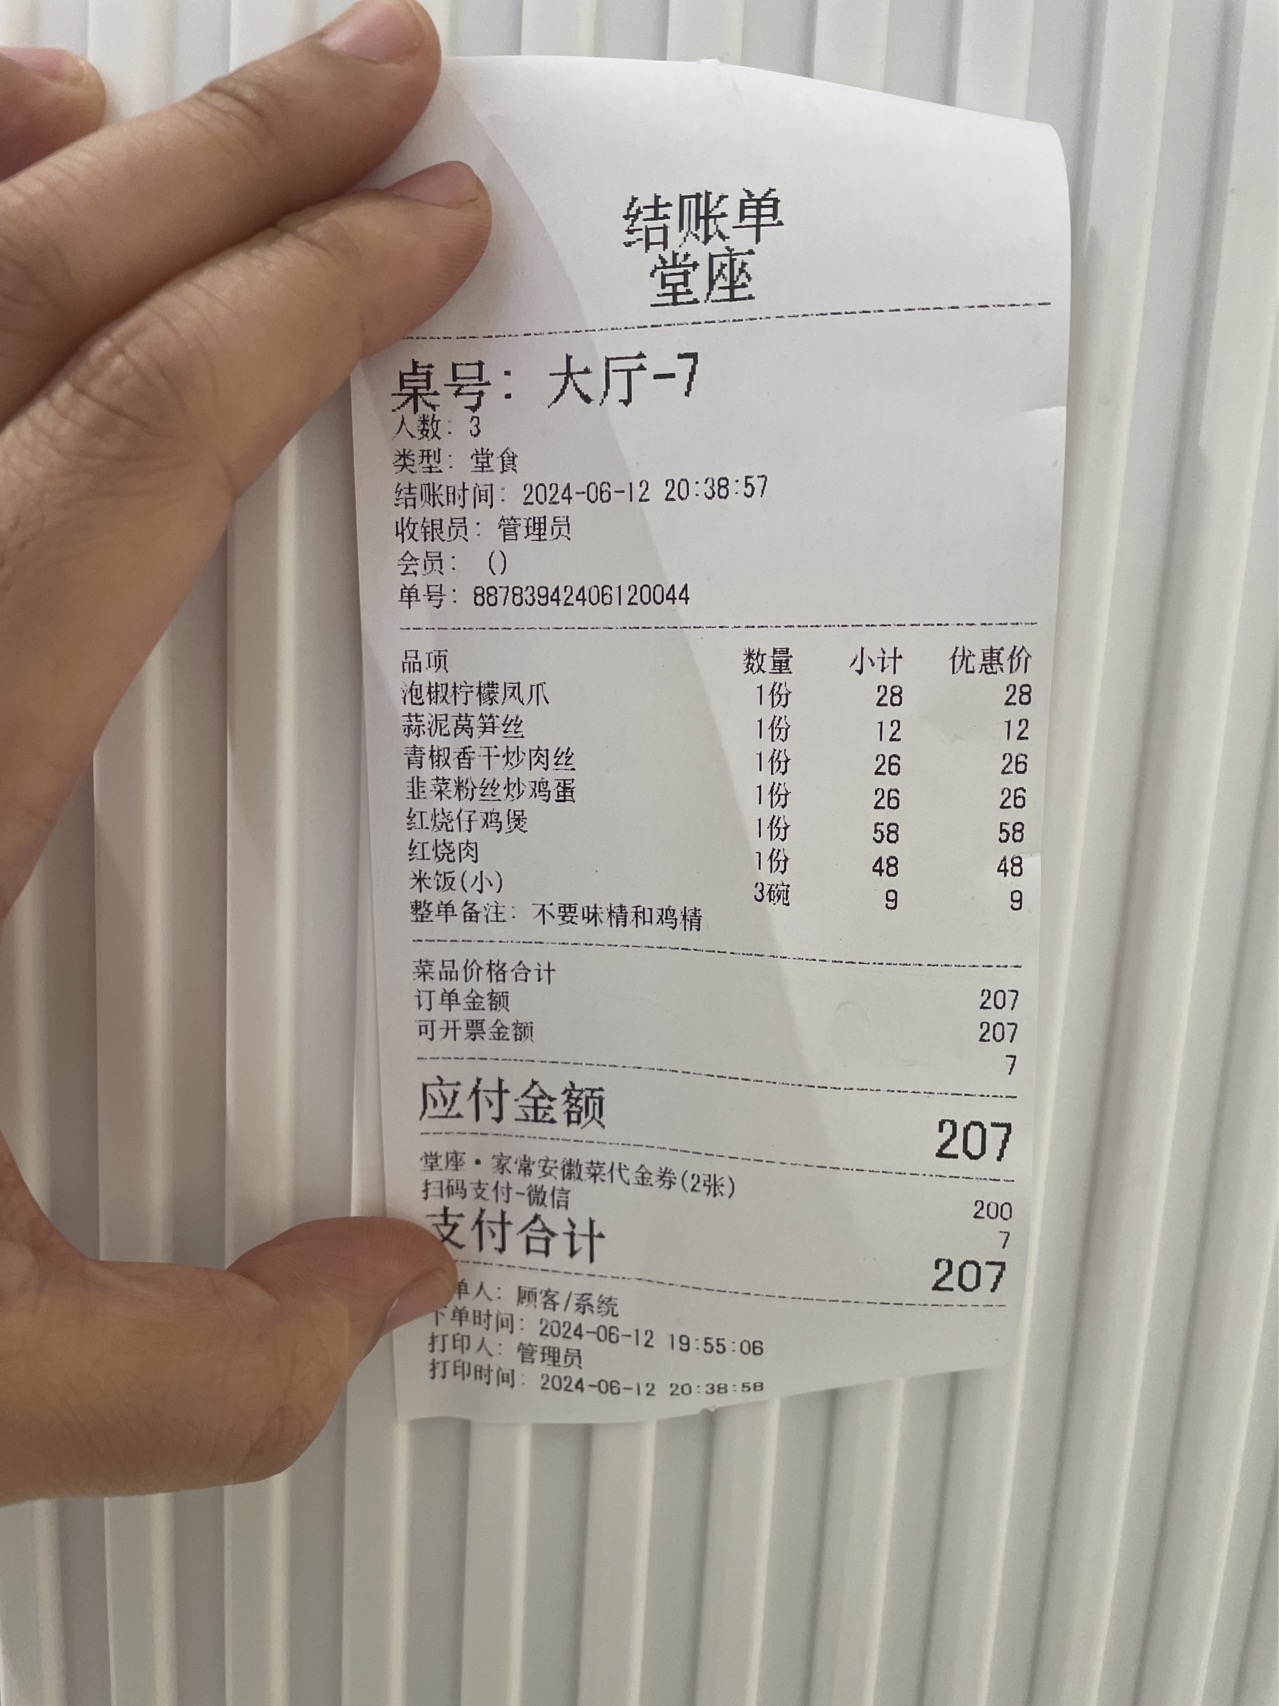 结账单
堂座
桌号: 大厅-7
人数: 3
类型: 堂食
结账时间: 2024-06-12 20:38:57
收银员: 管理员
会员: ()
单号: 88783942406120044
品项 数量 小计 优惠价
泡椒柠檬凤爪 1份 28 28
蒜泥莴笋丝 1份 12 12
青椒香干炒肉丝 1份 26 26
韭菜粉丝炒鸡蛋 1份 26 26
红烧仔鸡煲 1份 58 58
红烧肉 1份 48 48
米饭(小) 3碗 9 9
整单备注: 不要味精和鸡精
菜品价格合计 207
订单金额 207
可开票金额 7
应付金额 207
堂座·家常安徽菜代金券(2张) 200
扫码支付-微信 7
支付合计 207
单人: 顾客/系统
下单时间: 2024-06-12 19:55:06
打印人: 管理员
打印时间: 2024-06-12 20:38:58